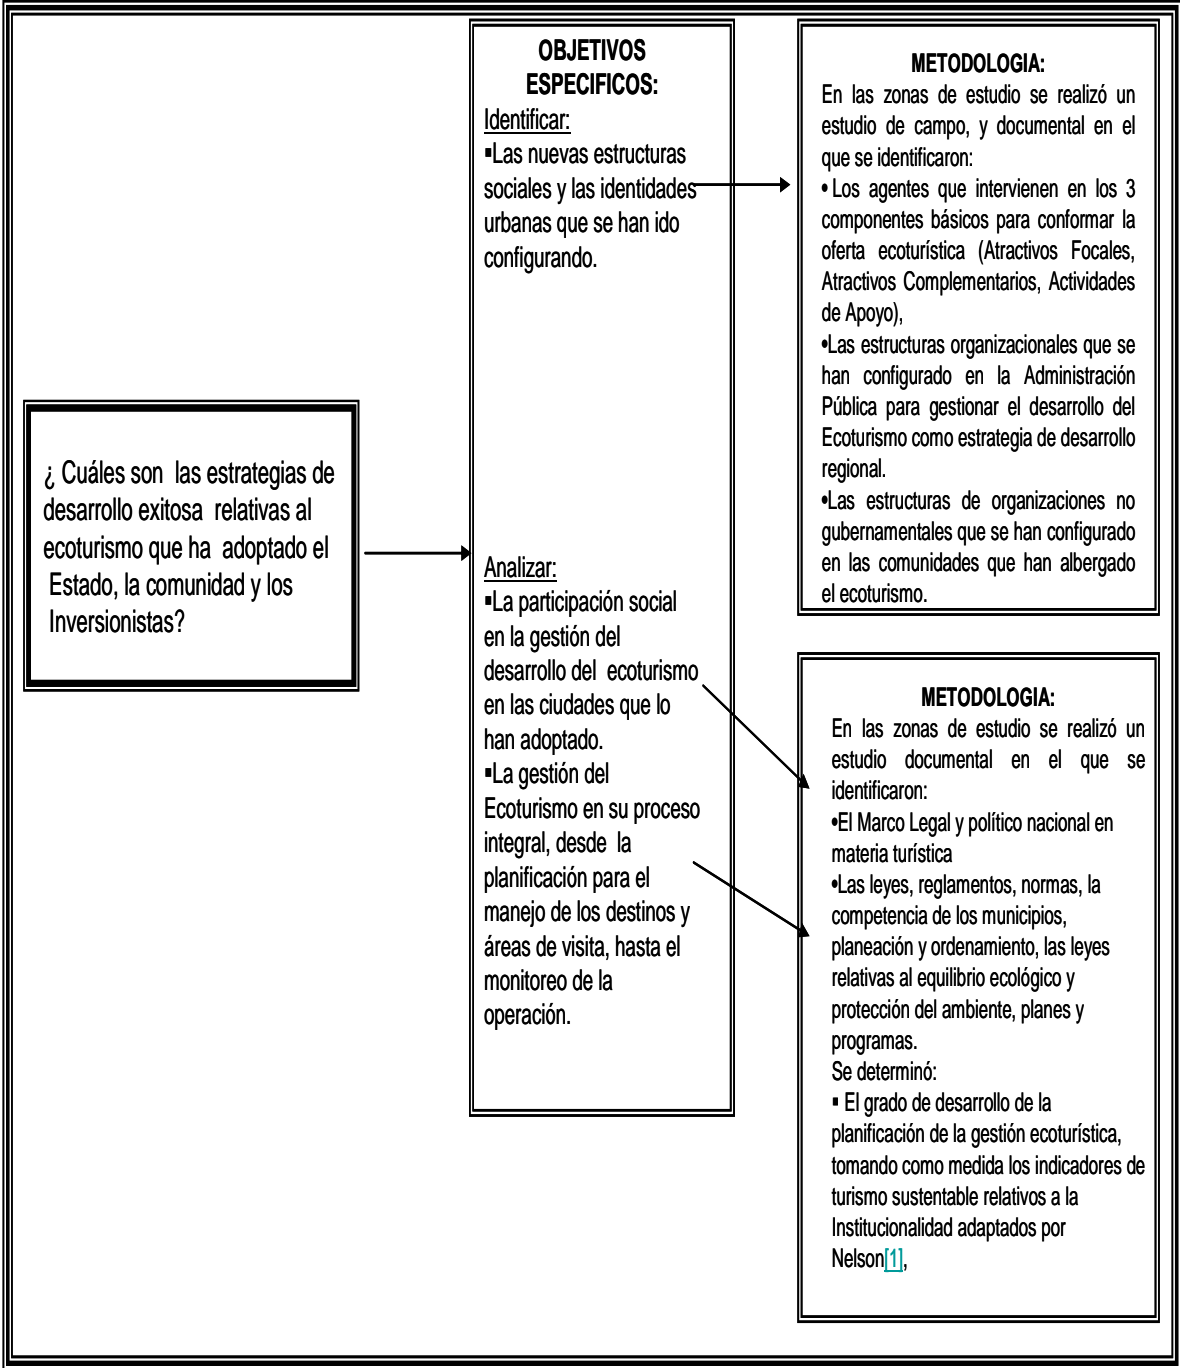 ¿ Cuáles son las estrategias de
desarrollo exitosa relativas al
ecoturismo que ha adoptado el
Estado, la comunidad y los
Inversionistas?
OBJETIVOS
ESPECIFICOS:
Identificar:
▪Las nuevas estructuras
sociales y las identidades
urbanas que se han ido
configurando.
Analizar:
▪La participación social
en la gestión del
desarrollo del ecoturismo
en las ciudades que lo
han adoptado.
▪La gestión del
Ecoturismo en su proceso
integral, desde la
planificación para el
manejo de los destinos y
áreas de visita, hasta el
monitoreo de la
operación.
METODOLOGIA:
En las zonas de estudio se realizó un
estudio de campo, y documental en el
que se identificaron:
• Los agentes que intervienen en los 3
componentes básicos para conformar la
oferta ecoturística (Atractivos Focales,
Atractivos Complementarios, Actividades
de Apoyo),
•Las estructuras organizacionales que se
han configurado en la Administración
Pública para gestionar el desarrollo del
Ecoturismo como estrategia de desarrollo
regional.
•Las estructuras de organizaciones no
gubernamentales que se han configurado
en las comunidades que han albergado
el ecoturismo.
METODOLOGIA:
En las zonas de estudio se realizó un
estudio documental en el que se
identificaron:
•El Marco Legal y político nacional en
materia turística
•Las leyes, reglamentos, normas, la
competencia de los municipios,
planeación y ordenamiento, las leyes
relativas al equilibrio ecológico y
protección del ambiente, planes y
programas.
Se determinó:
▪ El grado de desarrollo de la
planificación de la gestión ecoturística,
tomando como medida los indicadores de
turismo sustentable relativos a la
Institucionalidad adaptados por
Nelson[1],